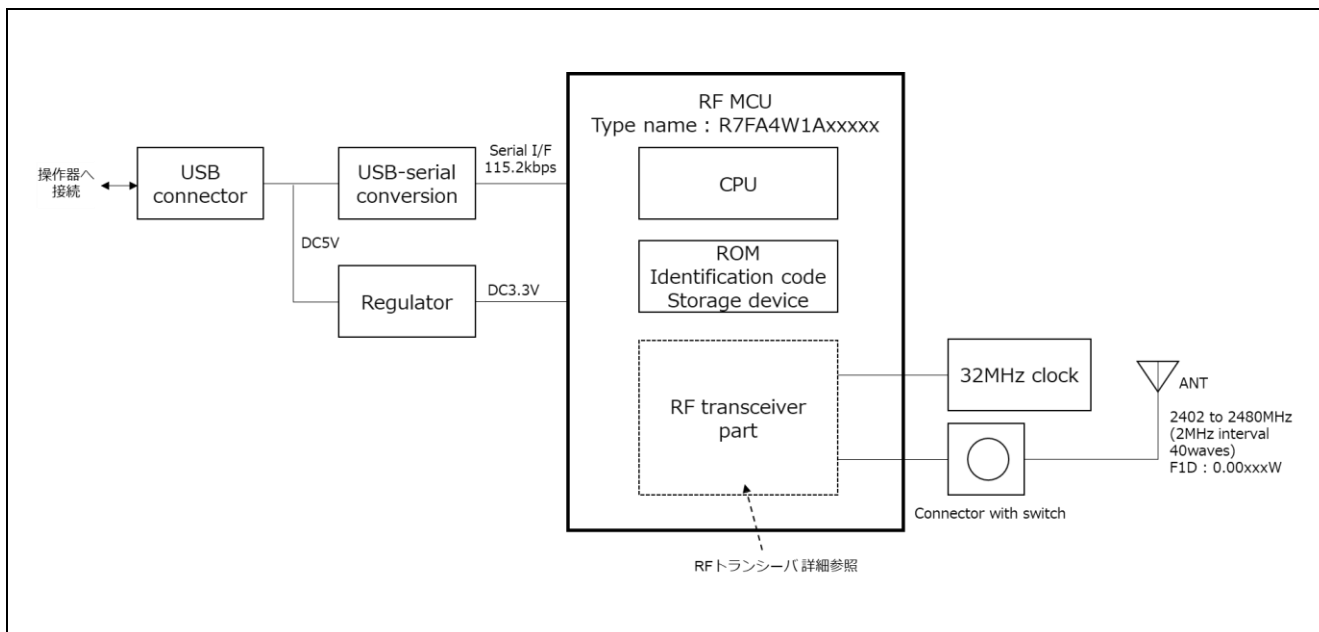 RF MCU
Type name : R7FA4W1Axxxxx
操作器へ
接続
USB
connector
USB-serial
conversion
Serial I/F
115.2kbps
CPU
DC5V
Regulator
DC3.3V
ROM
Identification code
Storage device
RF transceiver
part
32MHz clock
ANT
2402 to 2480MHz
(2MHz interval
40waves)
F1D : 0.00xxxW
Connector with switch
RFトランシーバ 詳細参照